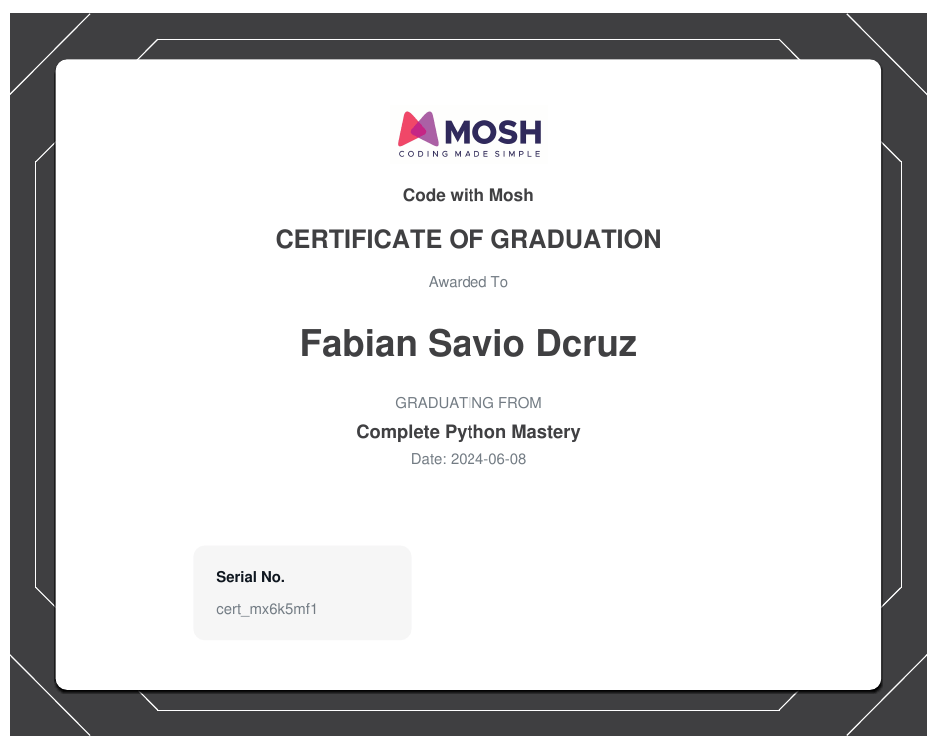 MOSH
CODING MADE SIMPLE
Code with Mosh
CERTIFICATE OF GRADUATION
Awarded To
Fabian Savio Dcruz
GRADUATING FROM
Complete Python Mastery
Date: 2024-06-08
Serial No.
cert_mx6k5mf1